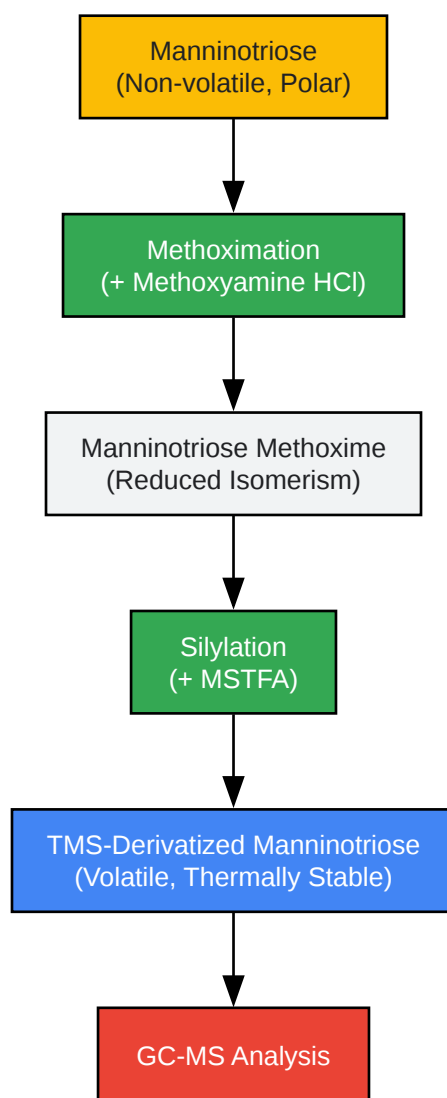 Manninotriose
(Non-volatile, Polar)
Methoximation
(+ Methoxyamine HCl)
Manninotriose Methoxime
(Reduced Isomerism)
Silylation
(+ MSTFA)
TMS-Derivatized Manninotriose
(Volatile, Thermally Stable)
GC-MS Analysis